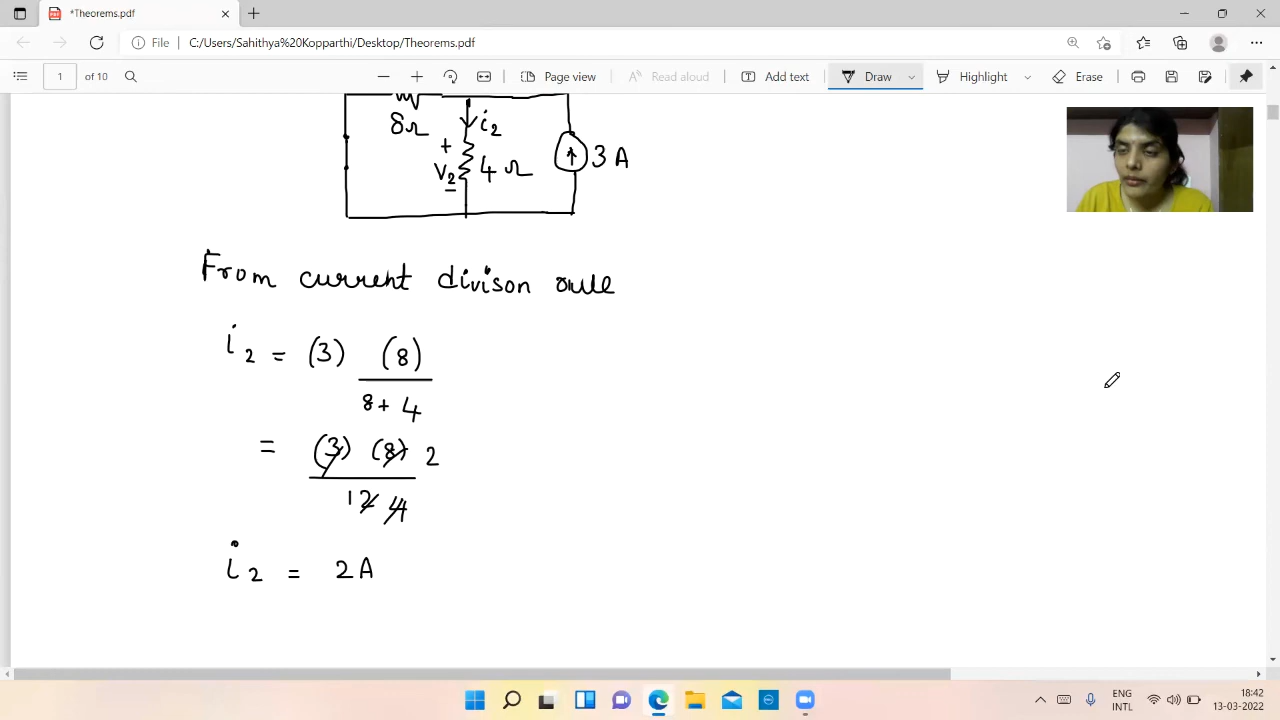 *Theorems.pdf
File
C:/Users/Sahithya%20Kopparthi/Desktop/Theorems.pdf
1 of 10
Page view
Read aloud
Add text
Draw
Highlight
Erase
8Ω
i2
+
V2
4 Ω
3 A
From current divison rule
i2 = (3) (8)
8 + 4
= (3) (8) 2
12 4
i2 = 2A
ENG
INTL
18:42
13-03-2022